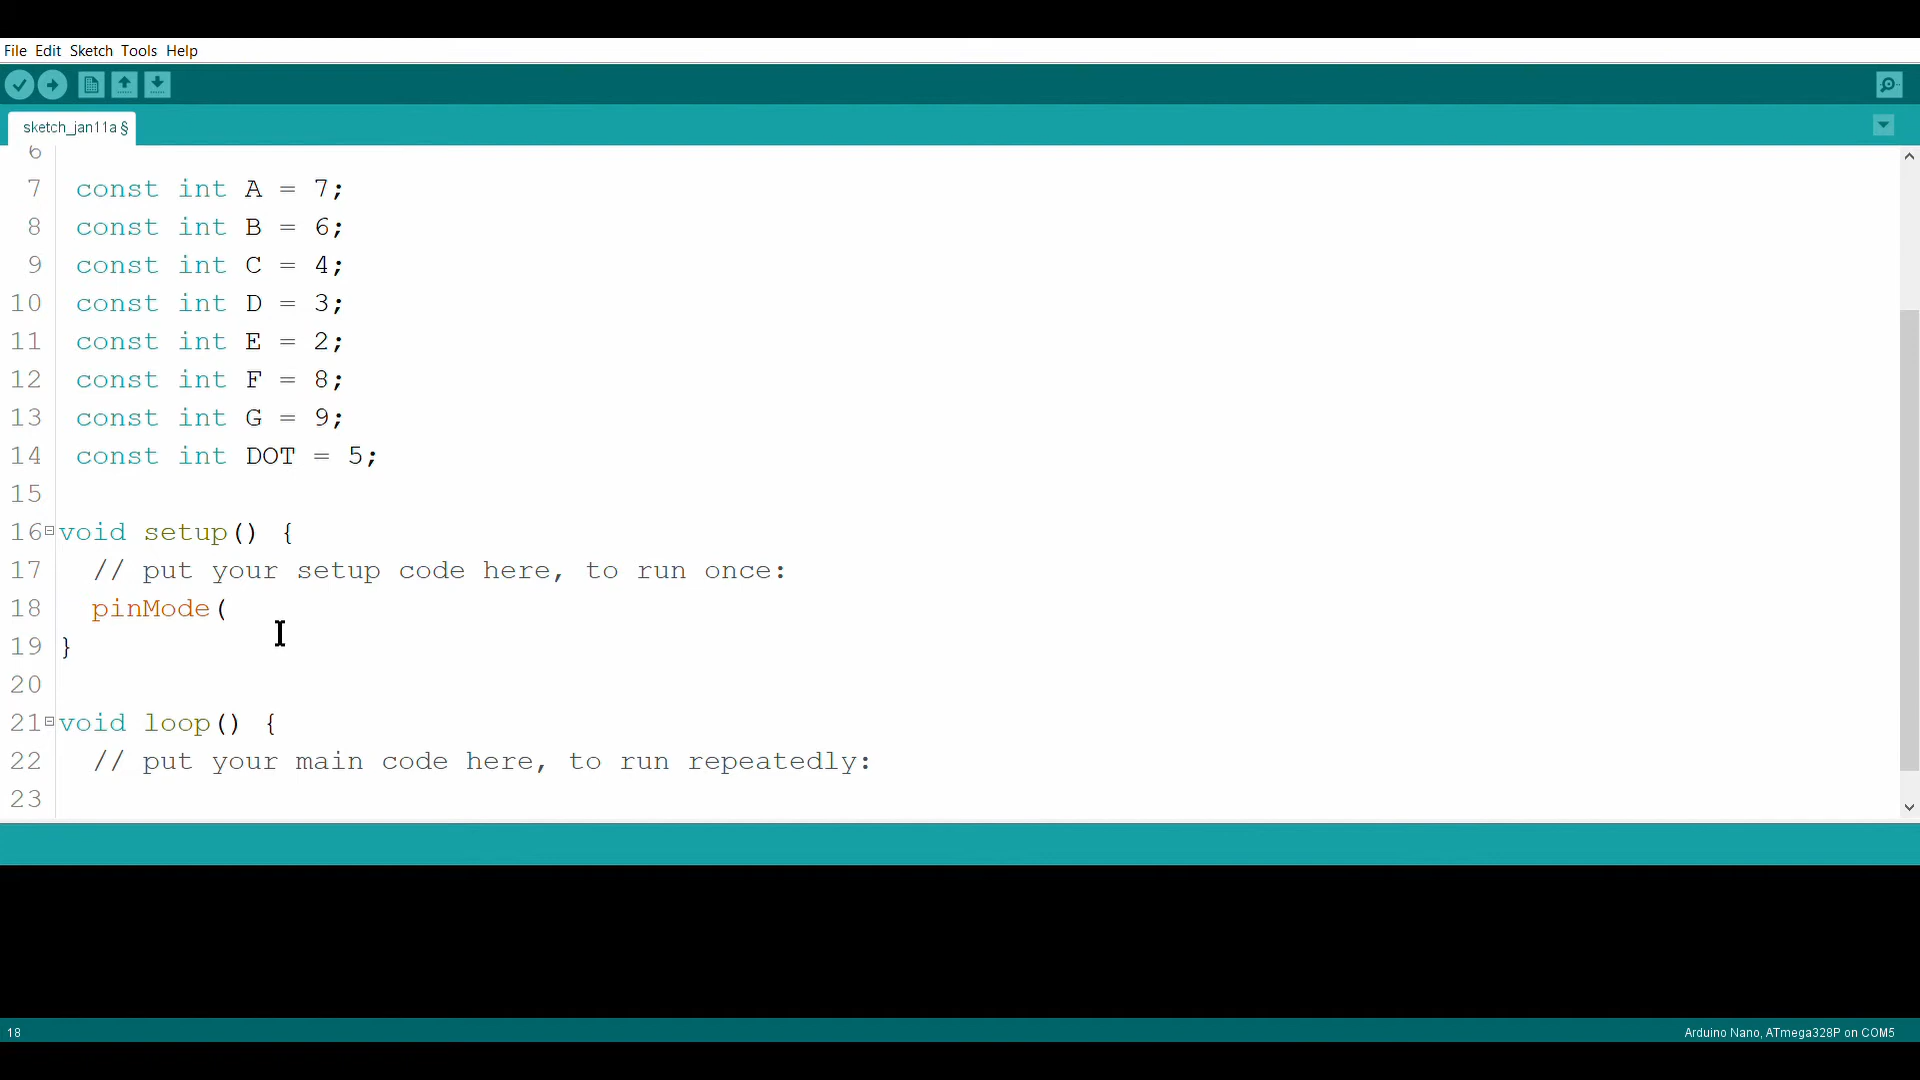 File Edit Sketch Tools Help
sketch_jan11a §
6
7 const int A = 7;
8 const int B = 6;
9 const int C = 4;
10 const int D = 3;
11 const int E = 2;
12 const int F = 8;
13 const int G = 9;
14 const int DOT = 5;
15
16 void setup() {
17 // put your setup code here, to run once:
18 pinMode(
19 }
20
21 void loop() {
22 // put your main code here, to run repeatedly:
23
18
Arduino Nano, ATmega328P on COM5